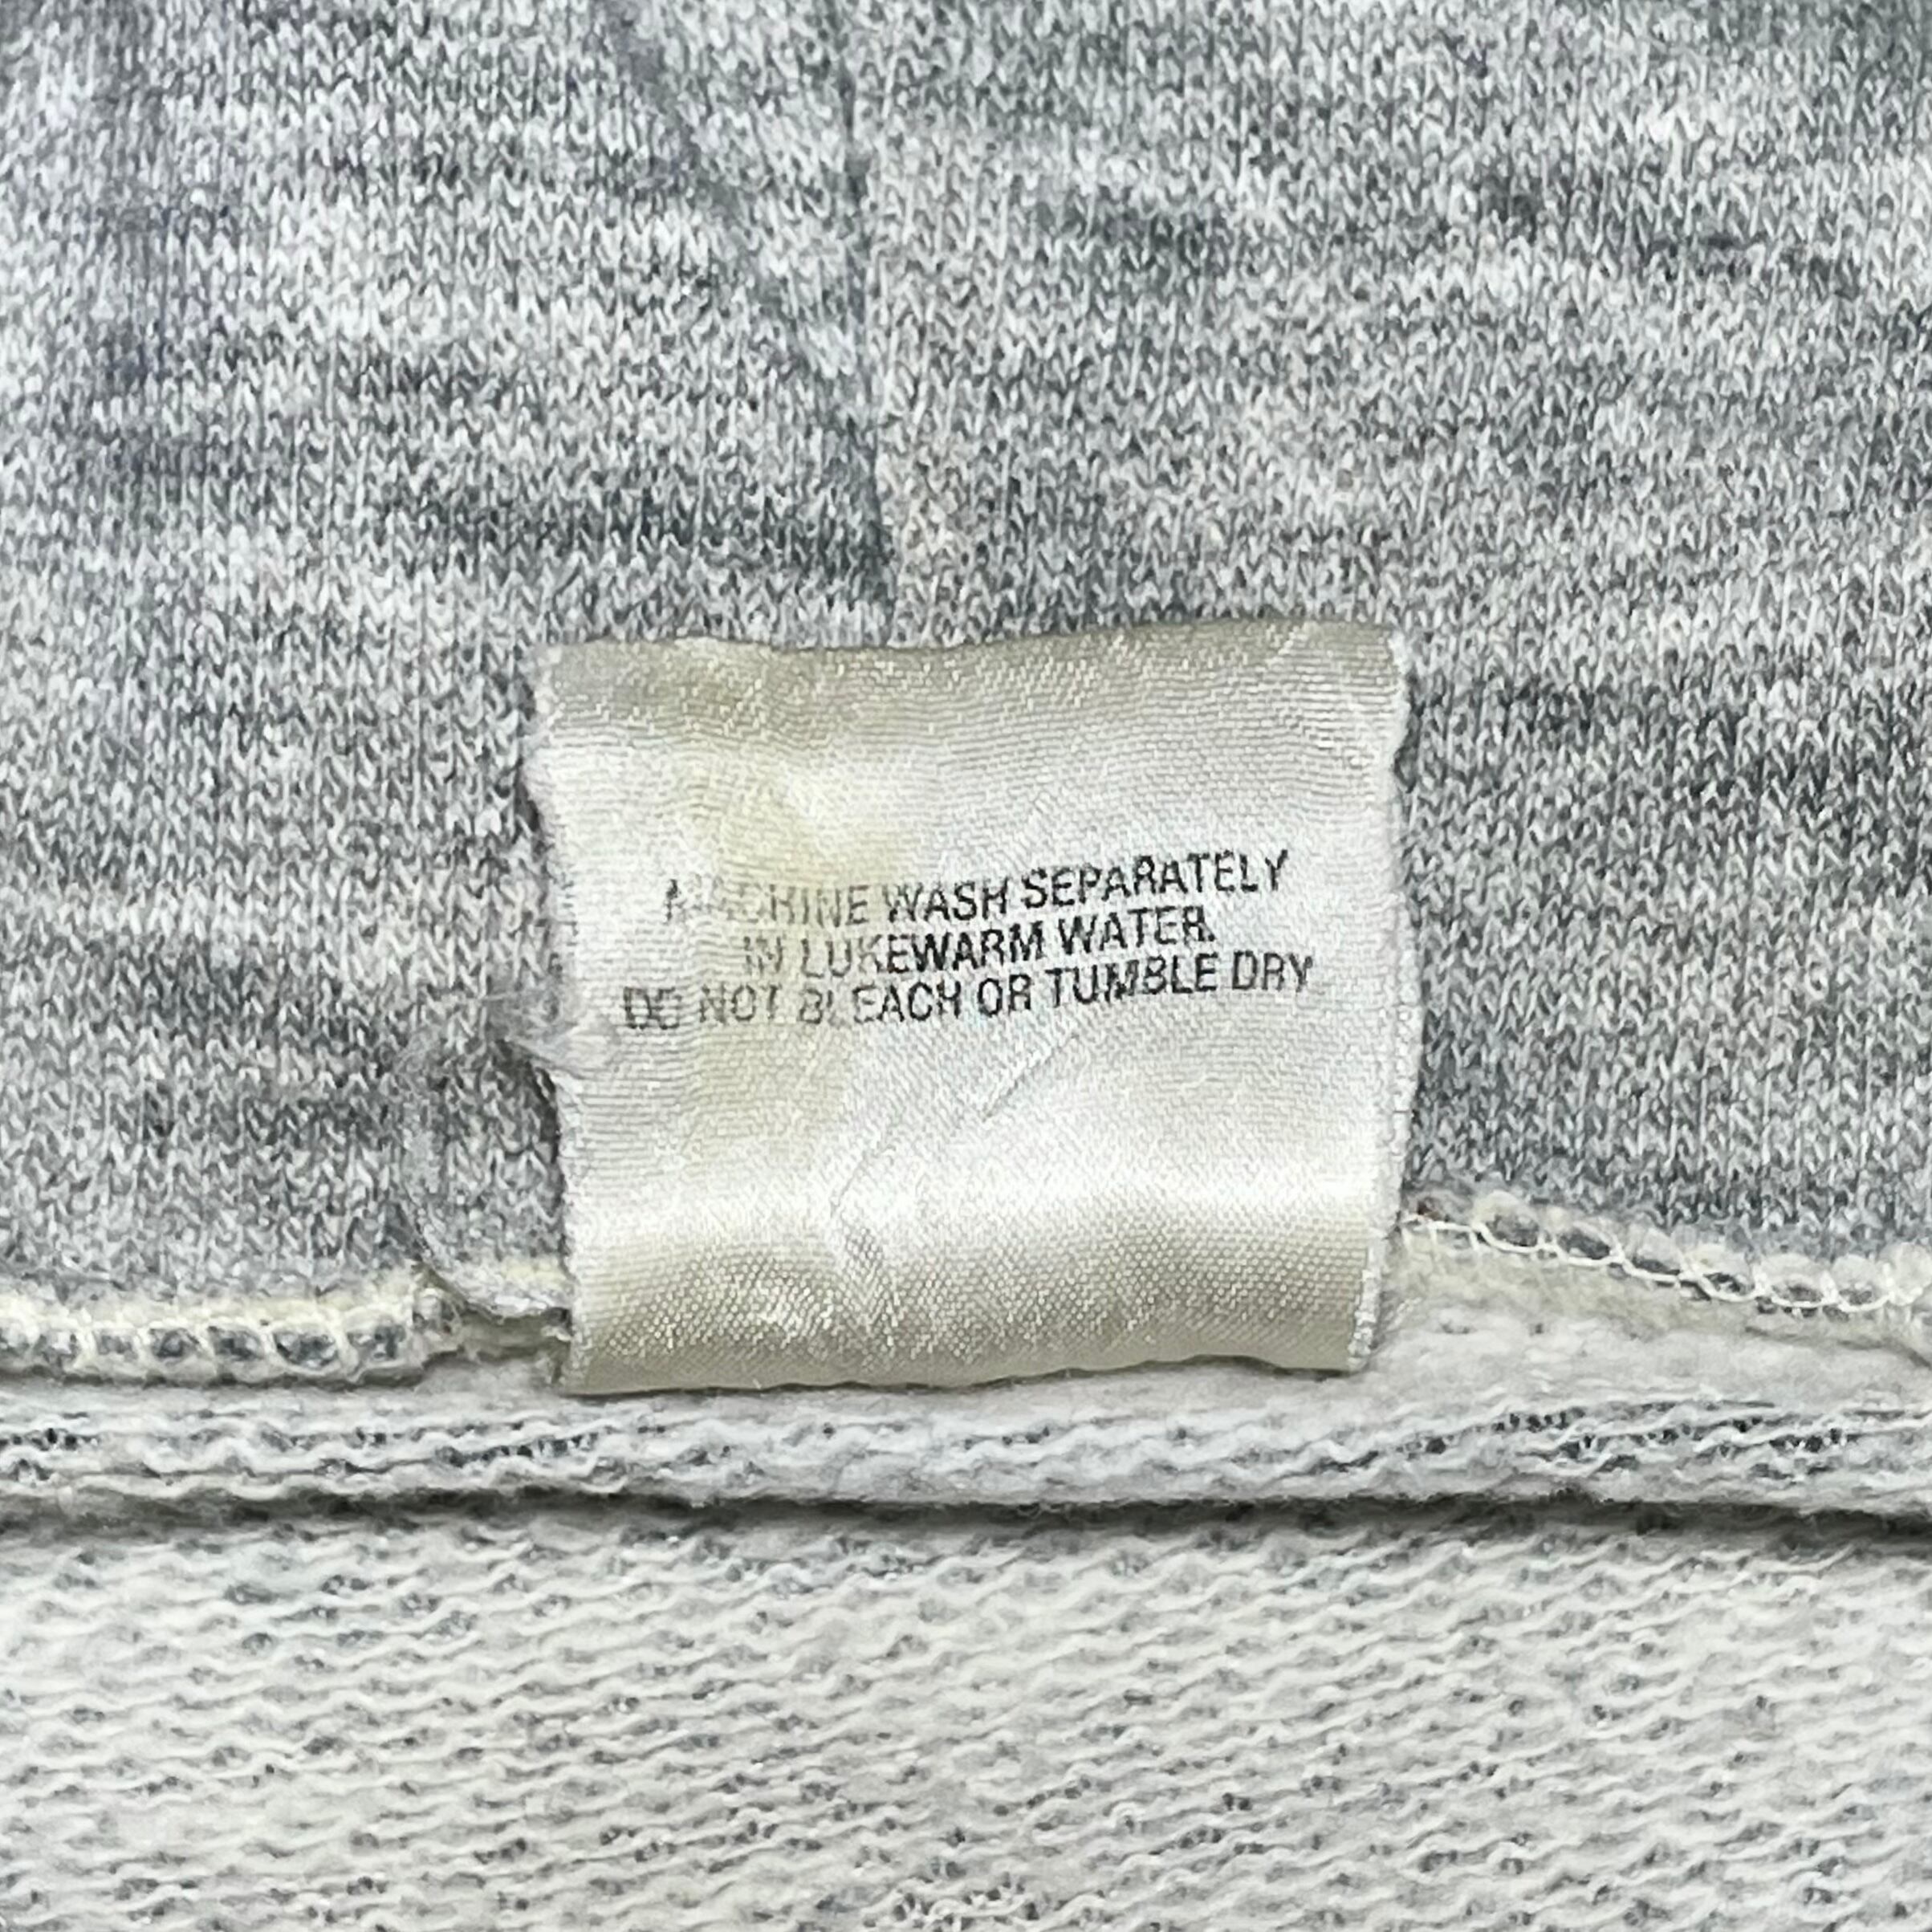 MACHINE WASH SEPARATELY
IN LUKEWARM WATER.
DO NOT BLEACH OR TUMBLE DRY